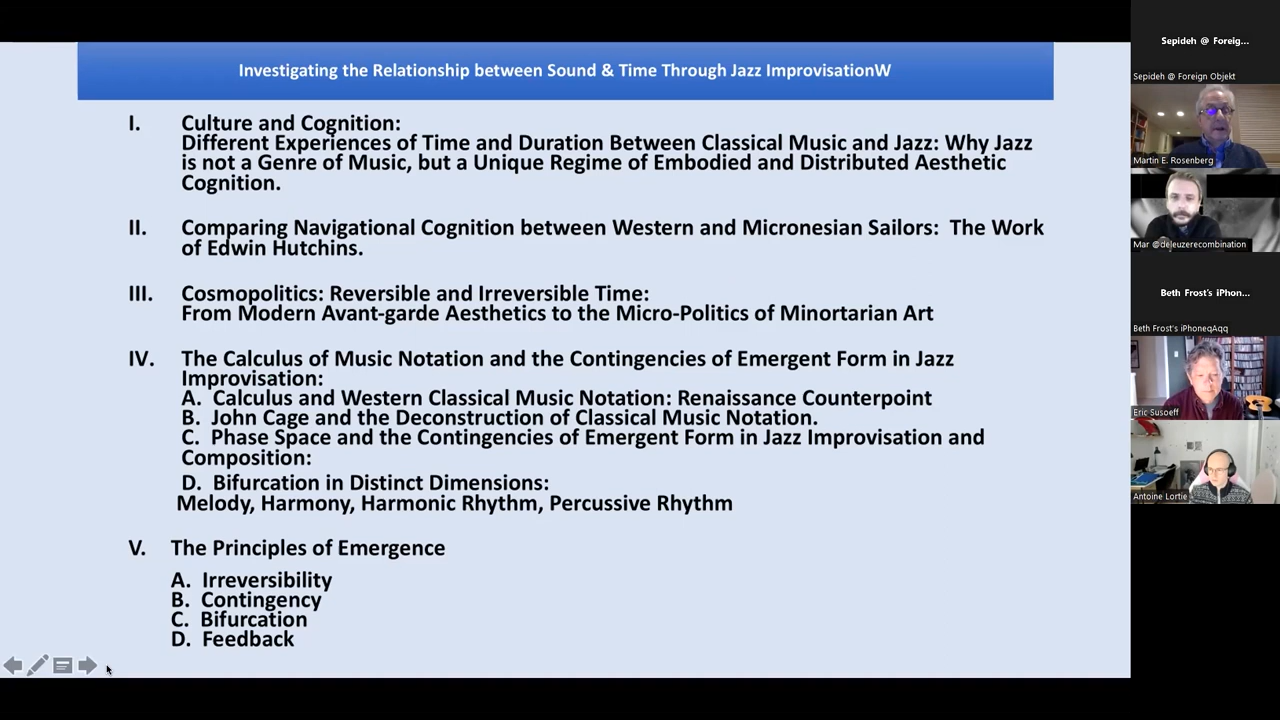 Investigating the Relationship between Sound & Time Through Jazz ImprovisationW
I. Culture and Cognition:
Different Experiences of Time and Duration Between Classical Music and Jazz: Why Jazz
is not a Genre of Music, but a Unique Regime of Embodied and Distributed Aesthetic
Cognition.
II. Comparing Navigational Cognition between Western and Micronesian Sailors: The Work
of Edwin Hutchins.
III. Cosmopolitics: Reversible and Irreversible Time:
From Modern Avant-garde Aesthetics to the Micro-Politics of Minortarian Art
IV. The Calculus of Music Notation and the Contingencies of Emergent Form in Jazz
Improvisation:
A. Calculus and Western Classical Music Notation: Renaissance Counterpoint
B. John Cage and the Deconstruction of Classical Music Notation.
C. Phase Space and the Contingencies of Emergent Form in Jazz Improvisation and
Composition:
D. Bifurcation in Distinct Dimensions:
Melody, Harmony, Harmonic Rhythm, Percussive Rhythm
V. The Principles of Emergence
A. Irreversibility
B. Contingency
C. Bifurcation
D. Feedback
Sepideh @ Foreig...
Sepideh @ Foreign Objekt
Martin E. Rosenberg
Mar @deleuzerecombination
Beth Frost's iPhon...
Beth Frost's iPhoneqAqq
Eric Susoeff
Antoine Lortie